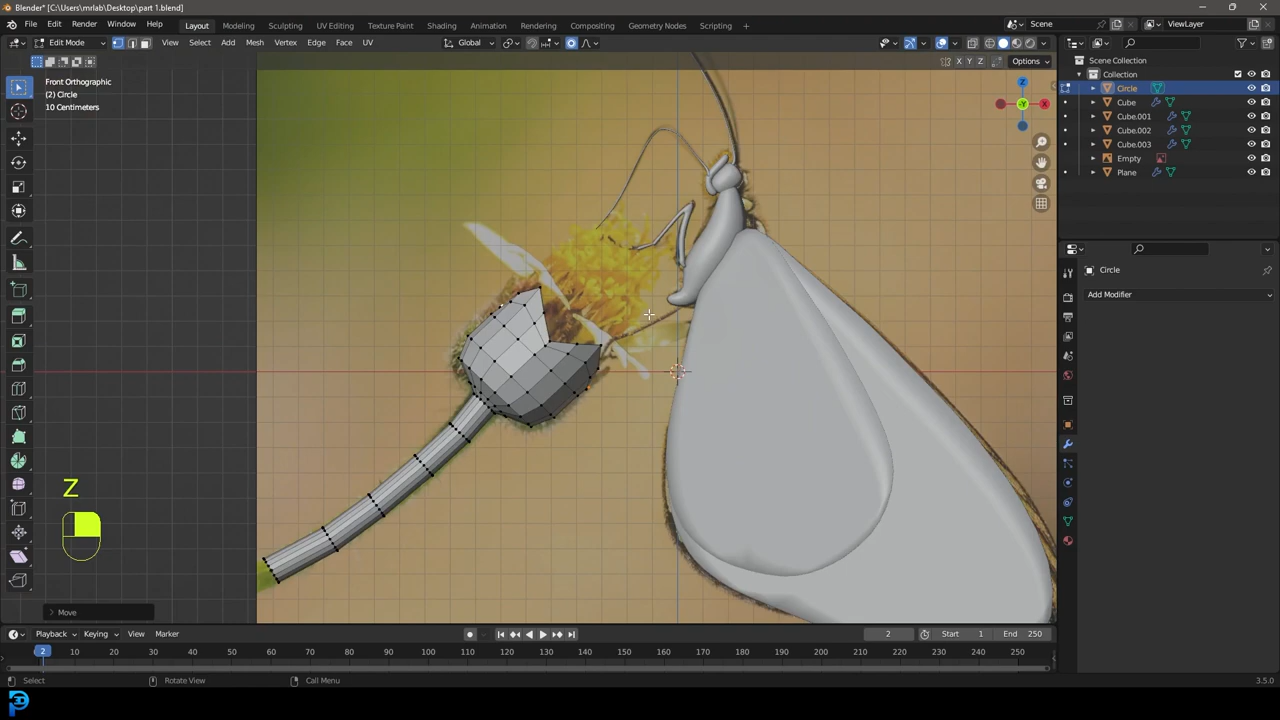 Blender* [C:\Users\mrlab\Desktop\part 1.blend]
File Edit Render Window Help Layout Modeling Sculpting UV Editing Texture Paint Shading Animation Rendering Compositing Geometry Nodes Scripting + Scene ViewLayer
Edit Mode View Select Add Mesh Vertex Edge Face UV Global
X Y Z Options
Front Orthographic
(2) Circle
10 Centimeters
Z
X
-Y
Z
Move
Scene Collection
Collection
Circle
Cube
Cube.001
Cube.002
Cube.003
Empty
Plane
Circle
Add Modifier
Playback Keying View Marker 2 Start 1 End 250
2 10 20 30 40 50 60 70 80 90 100 110 120 130 140 150 160 170 180 190 200 210 220 230 240 250
Select Rotate View Call Menu 3.5.0